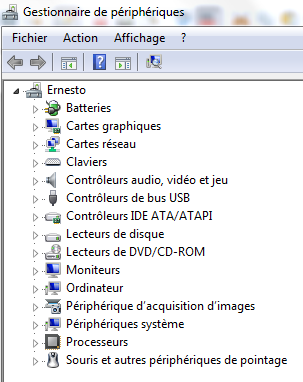 Gestionnaire de périphériques
Fichier Action Affichage ?
Ernesto
Batteries
Cartes graphiques
Cartes réseau
Claviers
Contrôleurs audio, vidéo et jeu
Contrôleurs de bus USB
Contrôleurs IDE ATA/ATAPI
Lecteurs de disque
Lecteurs de DVD/CD-ROM
Moniteurs
Ordinateur
Périphérique d'acquisition d'images
Périphériques système
Processeurs
Souris et autres périphériques de pointage